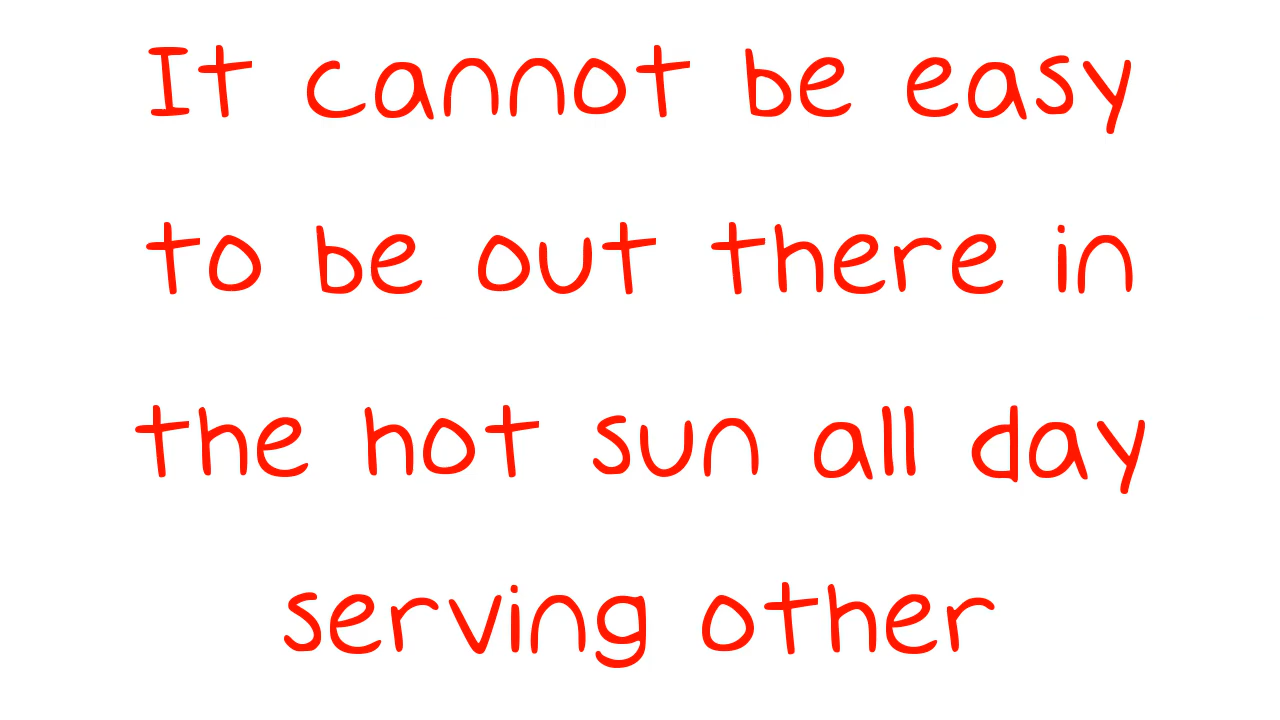 It cannot be easy
to be out there in
the hot sun all day
serving other